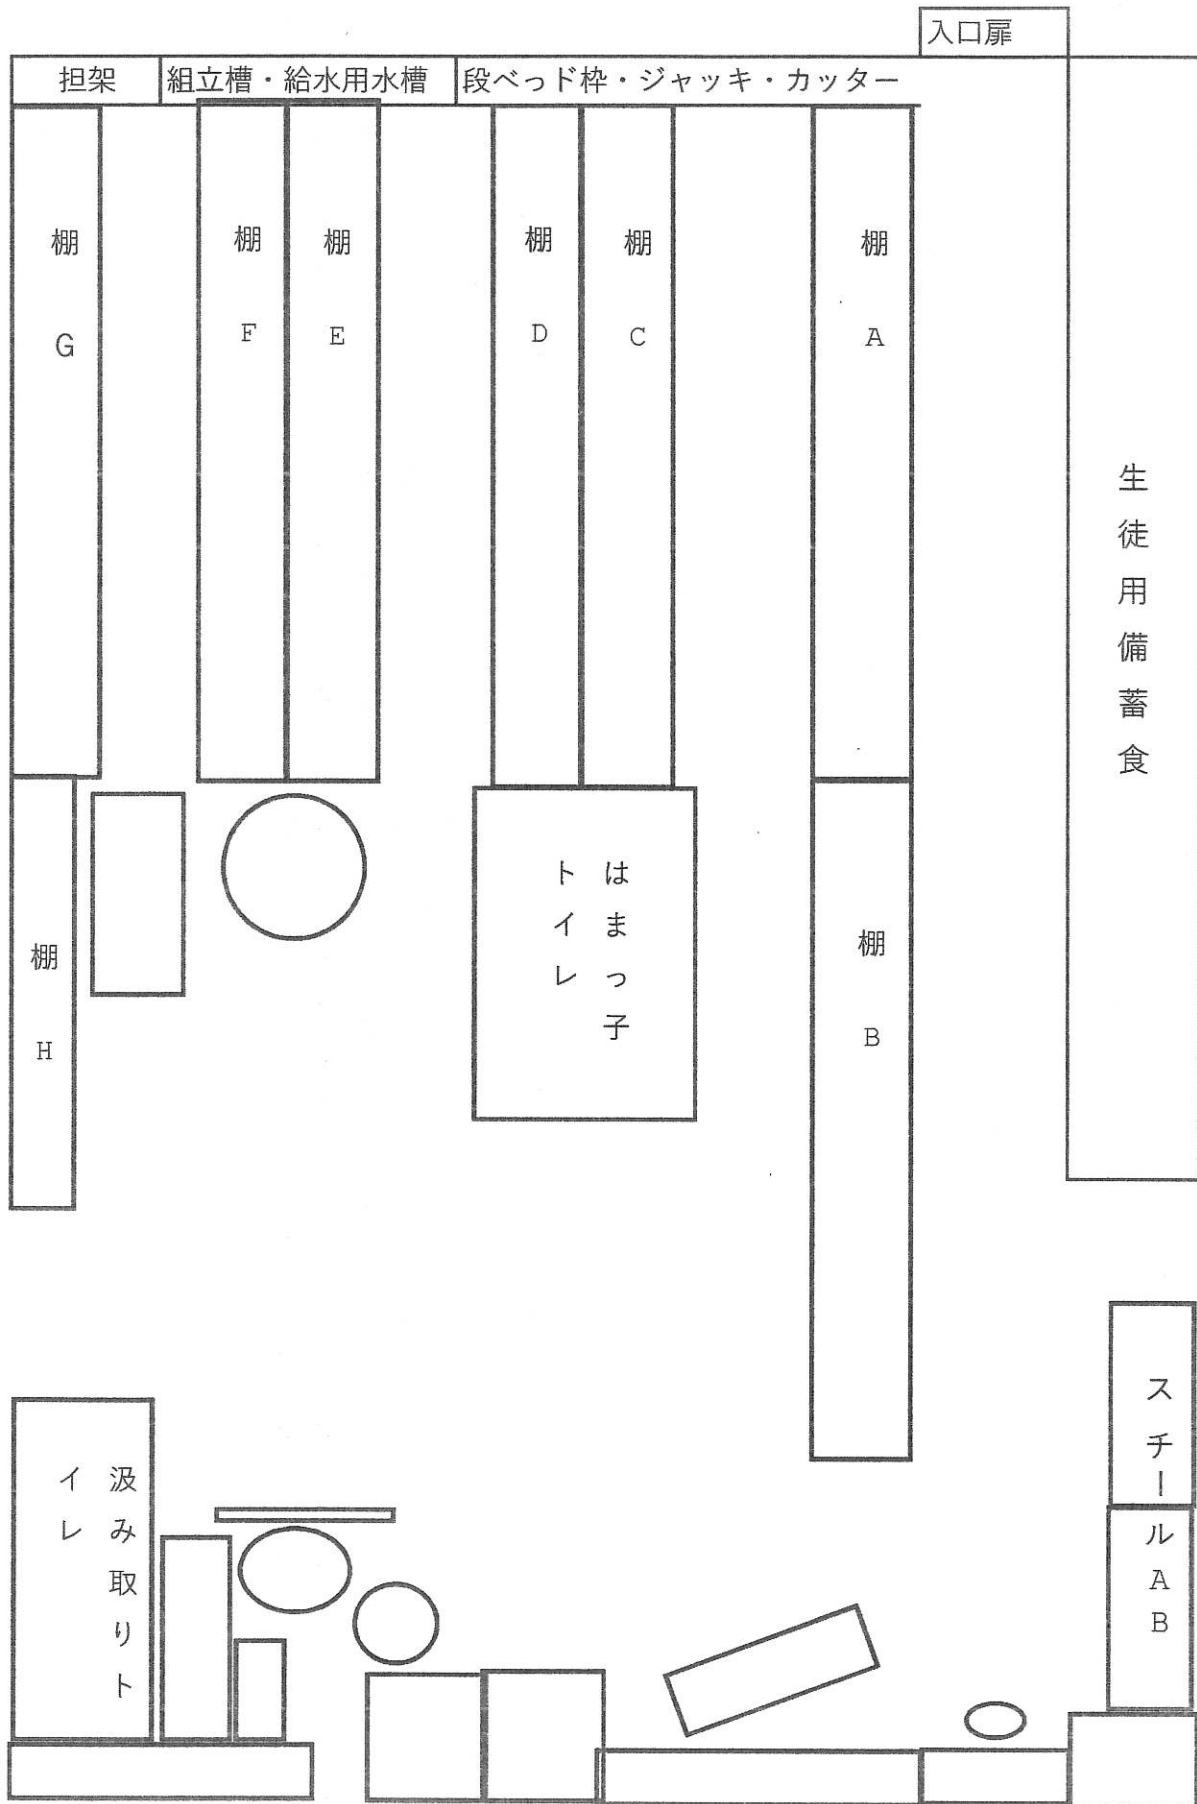 入口扉
担架
組立槽・給水用水槽
段べっド枠・ジャッキ・カッター
棚 G
棚 F
棚 E
棚 D
棚 C
棚 A
生徒用備蓄食
はまっ子
トイレ
棚 B
棚 H
汲み取りト
イレ
スチールAB